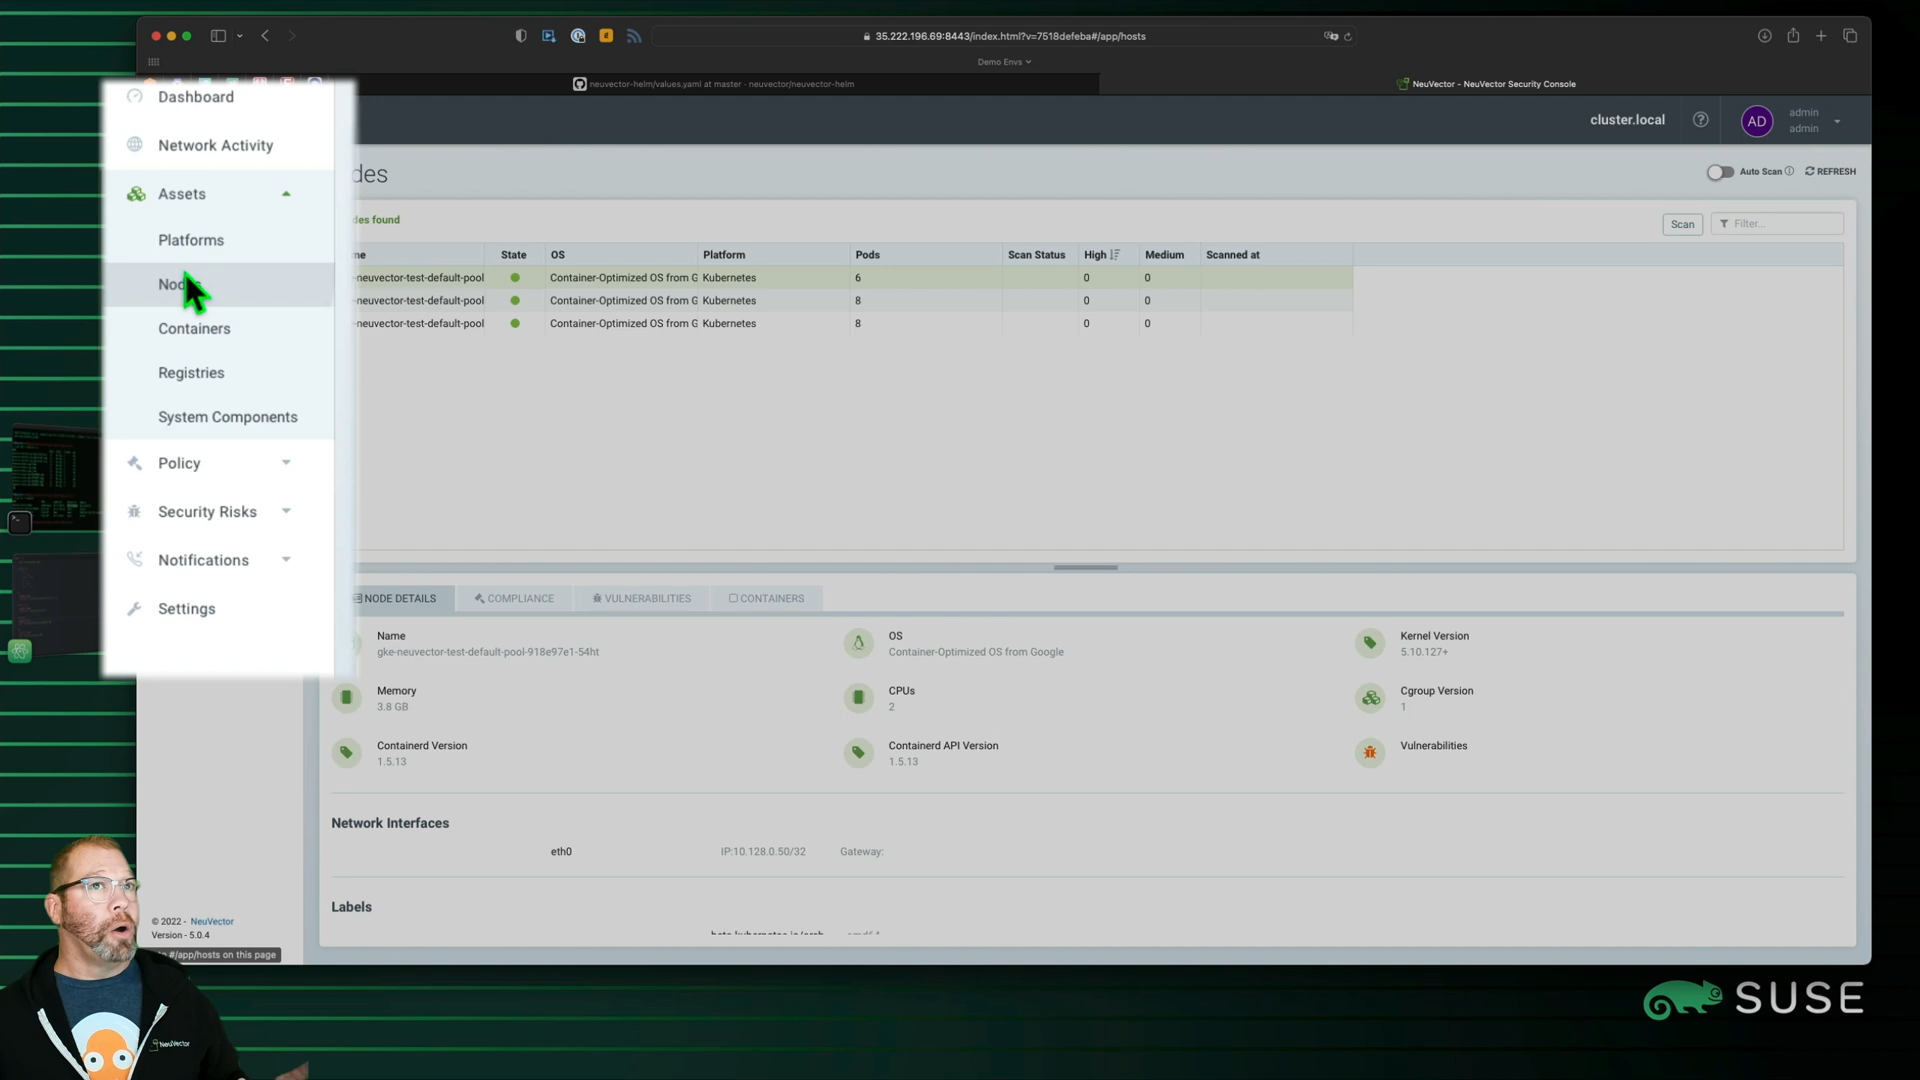 35.222.196.69:8443/index.html?v=7518defeba#/app/hosts
Demo Envs
neuvector-helm/values.yaml at master · neuvector/neuvector-helm
NeuVector - NeuVector Security Console
cluster.local
AD
admin
admin
Dashboard
Network Activity
Assets
Platforms
Containers
Registries
System Components
Policy
Security Risks
Notifications
Settings
des
Auto Scan
REFRESH
des found
Scan
Filter...
me State OS Platform Pods Scan Status High Medium Scanned at
-neuvector-test-default-pool Container-Optimized OS from G Kubernetes 6 0 0
-neuvector-test-default-pool Container-Optimized OS from G Kubernetes 8 0 0
-neuvector-test-default-pool Container-Optimized OS from G Kubernetes 8 0 0
NODE DETAILS
COMPLIANCE
VULNERABILITIES
CONTAINERS
Name
gke-neuvector-test-default-pool-918e97e1-54ht
OS
Container-Optimized OS from Google
Kernel Version
5.10.127+
Memory
3.8 GB
CPUs
2
Cgroup Version
1
Containerd Version
1.5.13
Containerd API Version
1.5.13
Vulnerabilities
Network Interfaces
eth0 IP:10.128.0.50/32 Gateway:
Labels
© 2022 - NeuVector
Version - 5.0.4
#/app/hosts on this page
NeuVector
SUSE